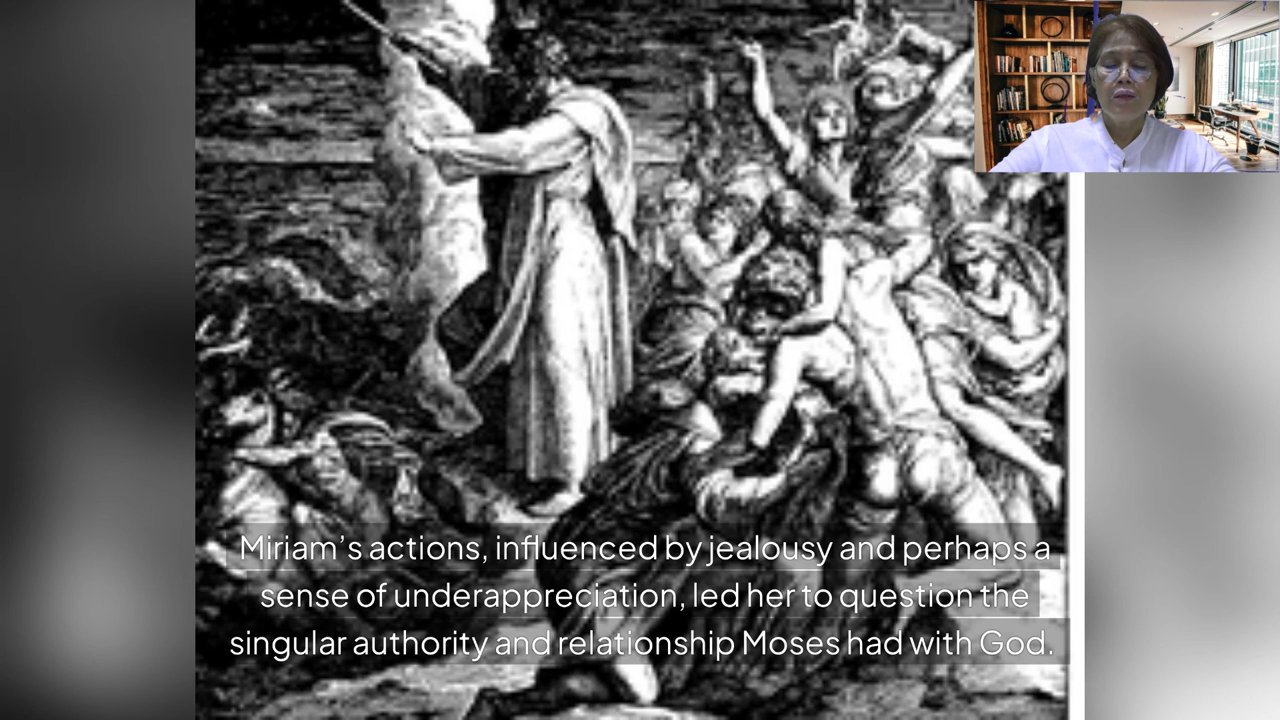 Miriam’s actions, influenced by jealousy and perhaps a
sense of underappreciation, led her to question the
singular authority and relationship Moses had with God.